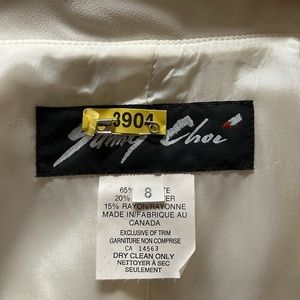 3904
Sunny Choi
8
65%
20%
15% RAYON/RAYONNE
MADE IN/FABRIQUE AU
CANADA
EXCLUSIVE OF TRIM
GARNITURE NON COMPRISE
CA 14563
DRY CLEAN ONLY
NETTOYER À SEC
SEULEMENT